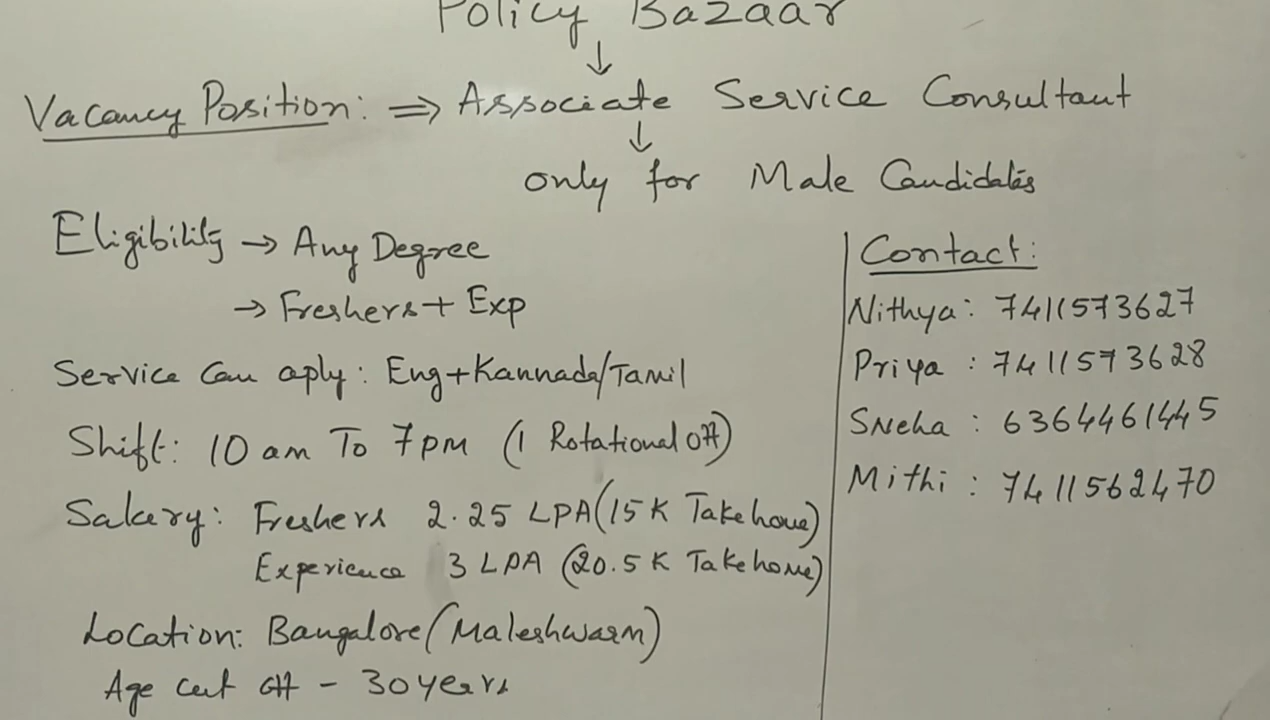 Policy Bazaar
↓
Vacancy Position: ⇒ Associate Service Consultant
↓
only for Male Candidates
Eligibility → Any Degree
→ Freshers + Exp
Service Can aply: Eng+Kannada/Tamil
Shift: 10 am To 7 pm (1 Rotational off)
Salary: Freshers 2.25 LPA (15K Takehome)
Experience 3 LPA (20.5K Takehome)
Location: Bangalore (Maleshwarm)
Age cut off - 30 years
Contact:
Nithya: 7411573627
Priya: 7411573628
SNeha: 6364461445
Mithi: 7411562470